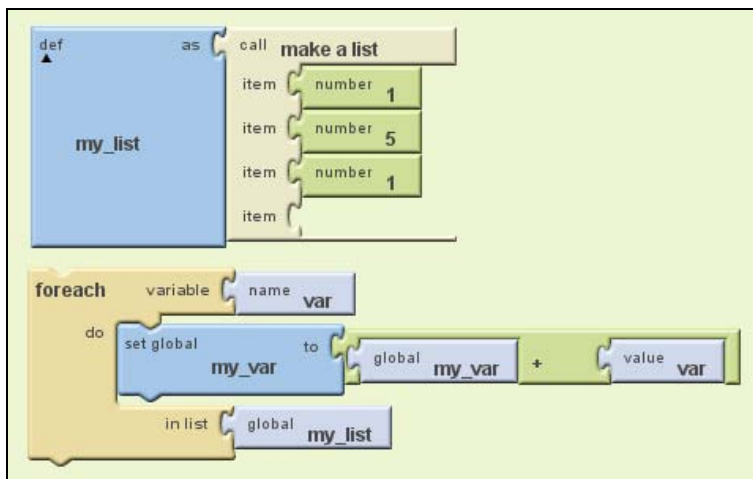 def as call make a list
item number 1
my_list item number 5
item number 1
item
foreach variable name var
do set global my_var to global my_var + value var
in list global my_list